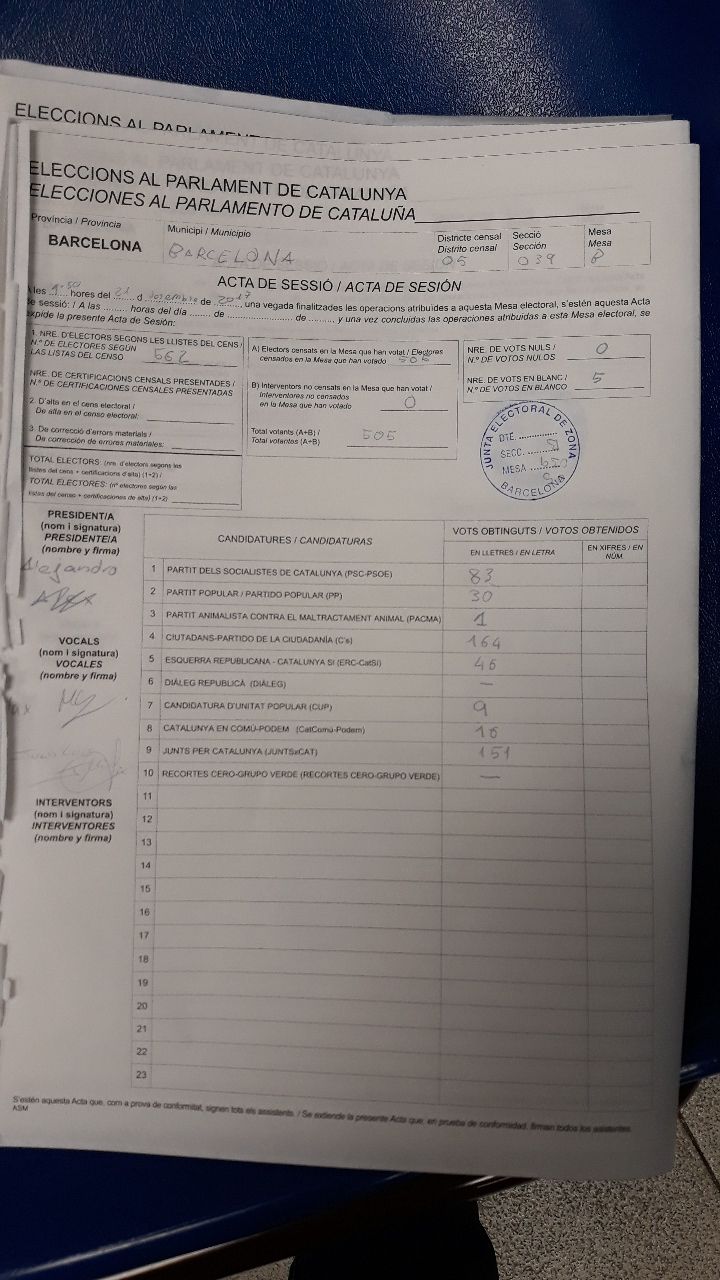 ELECCIONS AL PARLAMENT DE CATALUNYA
ELECCIONES AL PARLAMENTO DE CATALUÑA
Província / Provincia
BARCELONA
Municipi / Municipio
BARCELONA
Districte censal
Distrito censal
05
Secció
Sección
039
Mesa
Mesa
B
ACTA DE SESSIÓ / ACTA DE SESIÓN
A les 1:50 hores del 21 d desembre de 2017 una vegada finalitzades les operacions atribuïdes a aquesta Mesa electoral, s'estén aquesta Acta
de sessió: / A las ........ horas del día ........ de ........ de ........ y una vez concluidas las operaciones atribuidas a esta Mesa electoral, se
expide la presente Acta de Sesión:
1. NRE. D'ELECTORS SEGONS LES LLISTES DEL CENS /
N.º DE ELECTORES SEGÚN
LAS LISTAS DEL CENSO 662
NRE. DE CERTIFICACIONS CENSALS PRESENTADES /
N.º DE CERTIFICACIONES CENSALES PRESENTADAS
2. D'alta en el cens electoral /
De alta en el censo electoral:
3. De correcció d'errors materials /
De corrección de errores materiales:
TOTAL ELECTORS: (nre. d'electors segons les
llistes del cens + certificacions d'alta) (1+2) /
TOTAL ELECTORES: (nº electores según las
listas del censo + certificaciones de alta) (1+2)
A) Electors censats en la Mesa que han votat / Electores
censados en la Mesa que han votado 505
B) Interventors no censats en la Mesa que han votat /
Interventores no censados
en la Mesa que han votado 0
Total votants (A+B) /
Total votantes (A+B) 505
NRE. DE VOTS NULS /
N.º DE VOTOS NULOS 0
NRE. DE VOTS EN BLANC /
N.º DE VOTOS EN BLANCO 5
JUNTA ELECTORAL DE ZONA
DTE.
SECC.
MESA
BARCELONA
PRESIDENT/A
(nom i signatura)
PRESIDENTE/A
(nombre y firma)
Alejandro
VOCALS
(nom i signatura)
VOCALES
(nombre y firma)
INTERVENTORS
(nom i signatura)
INTERVENTORES
(nombre y firma)
CANDIDATURES / CANDIDATURAS
VOTS OBTINGUTS / VOTOS OBTENIDOS
EN LLETRES / EN LETRA
EN XIFRES / EN NÚM.
1 PARTIT DELS SOCIALISTES DE CATALUNYA (PSC-PSOE) 83
2 PARTIT POPULAR / PARTIDO POPULAR (PP) 30
3 PARTIT ANIMALISTA CONTRA EL MALTRACTAMENT ANIMAL (PACMA) 1
4 CIUTADANS-PARTIDO DE LA CIUDADANÍA (C's) 164
5 ESQUERRA REPUBLICANA - CATALUNYA SÍ (ERC-CatSí) 46
6 DIÀLEG REPUBLICÀ (DIÀLEG) —
7 CANDIDATURA D'UNITAT POPULAR (CUP) 9
8 CATALUNYA EN COMÚ-PODEM (CatComú-Podem) 16
9 JUNTS PER CATALUNYA (JUNTSxCAT) 151
10 RECORTES CERO-GRUPO VERDE (RECORTES CERO-GRUPO VERDE) —
11
12
13
14
15
16
17
18
19
20
21
22
23
S'estén aquesta Acta que, com a prova de conformitat, signen tots els assistents. / Se extiende la presente Acta que, en prueba de conformidad, firman todos los asistentes.
ASM